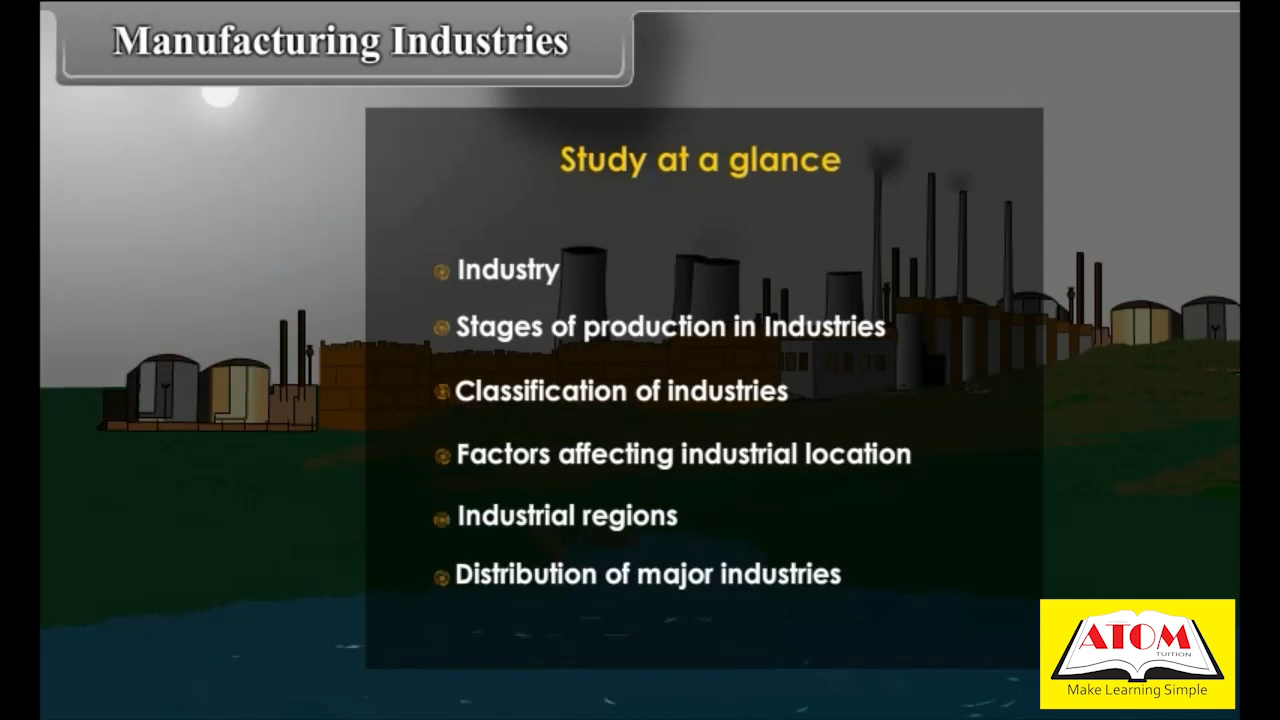 Manufacturing Industries
Study at a glance
Industry
Stages of production in Industries
Classification of industries
Factors affecting industrial location
Industrial regions
Distribution of major industries
ATOM
TUITION
Make Learning Simple